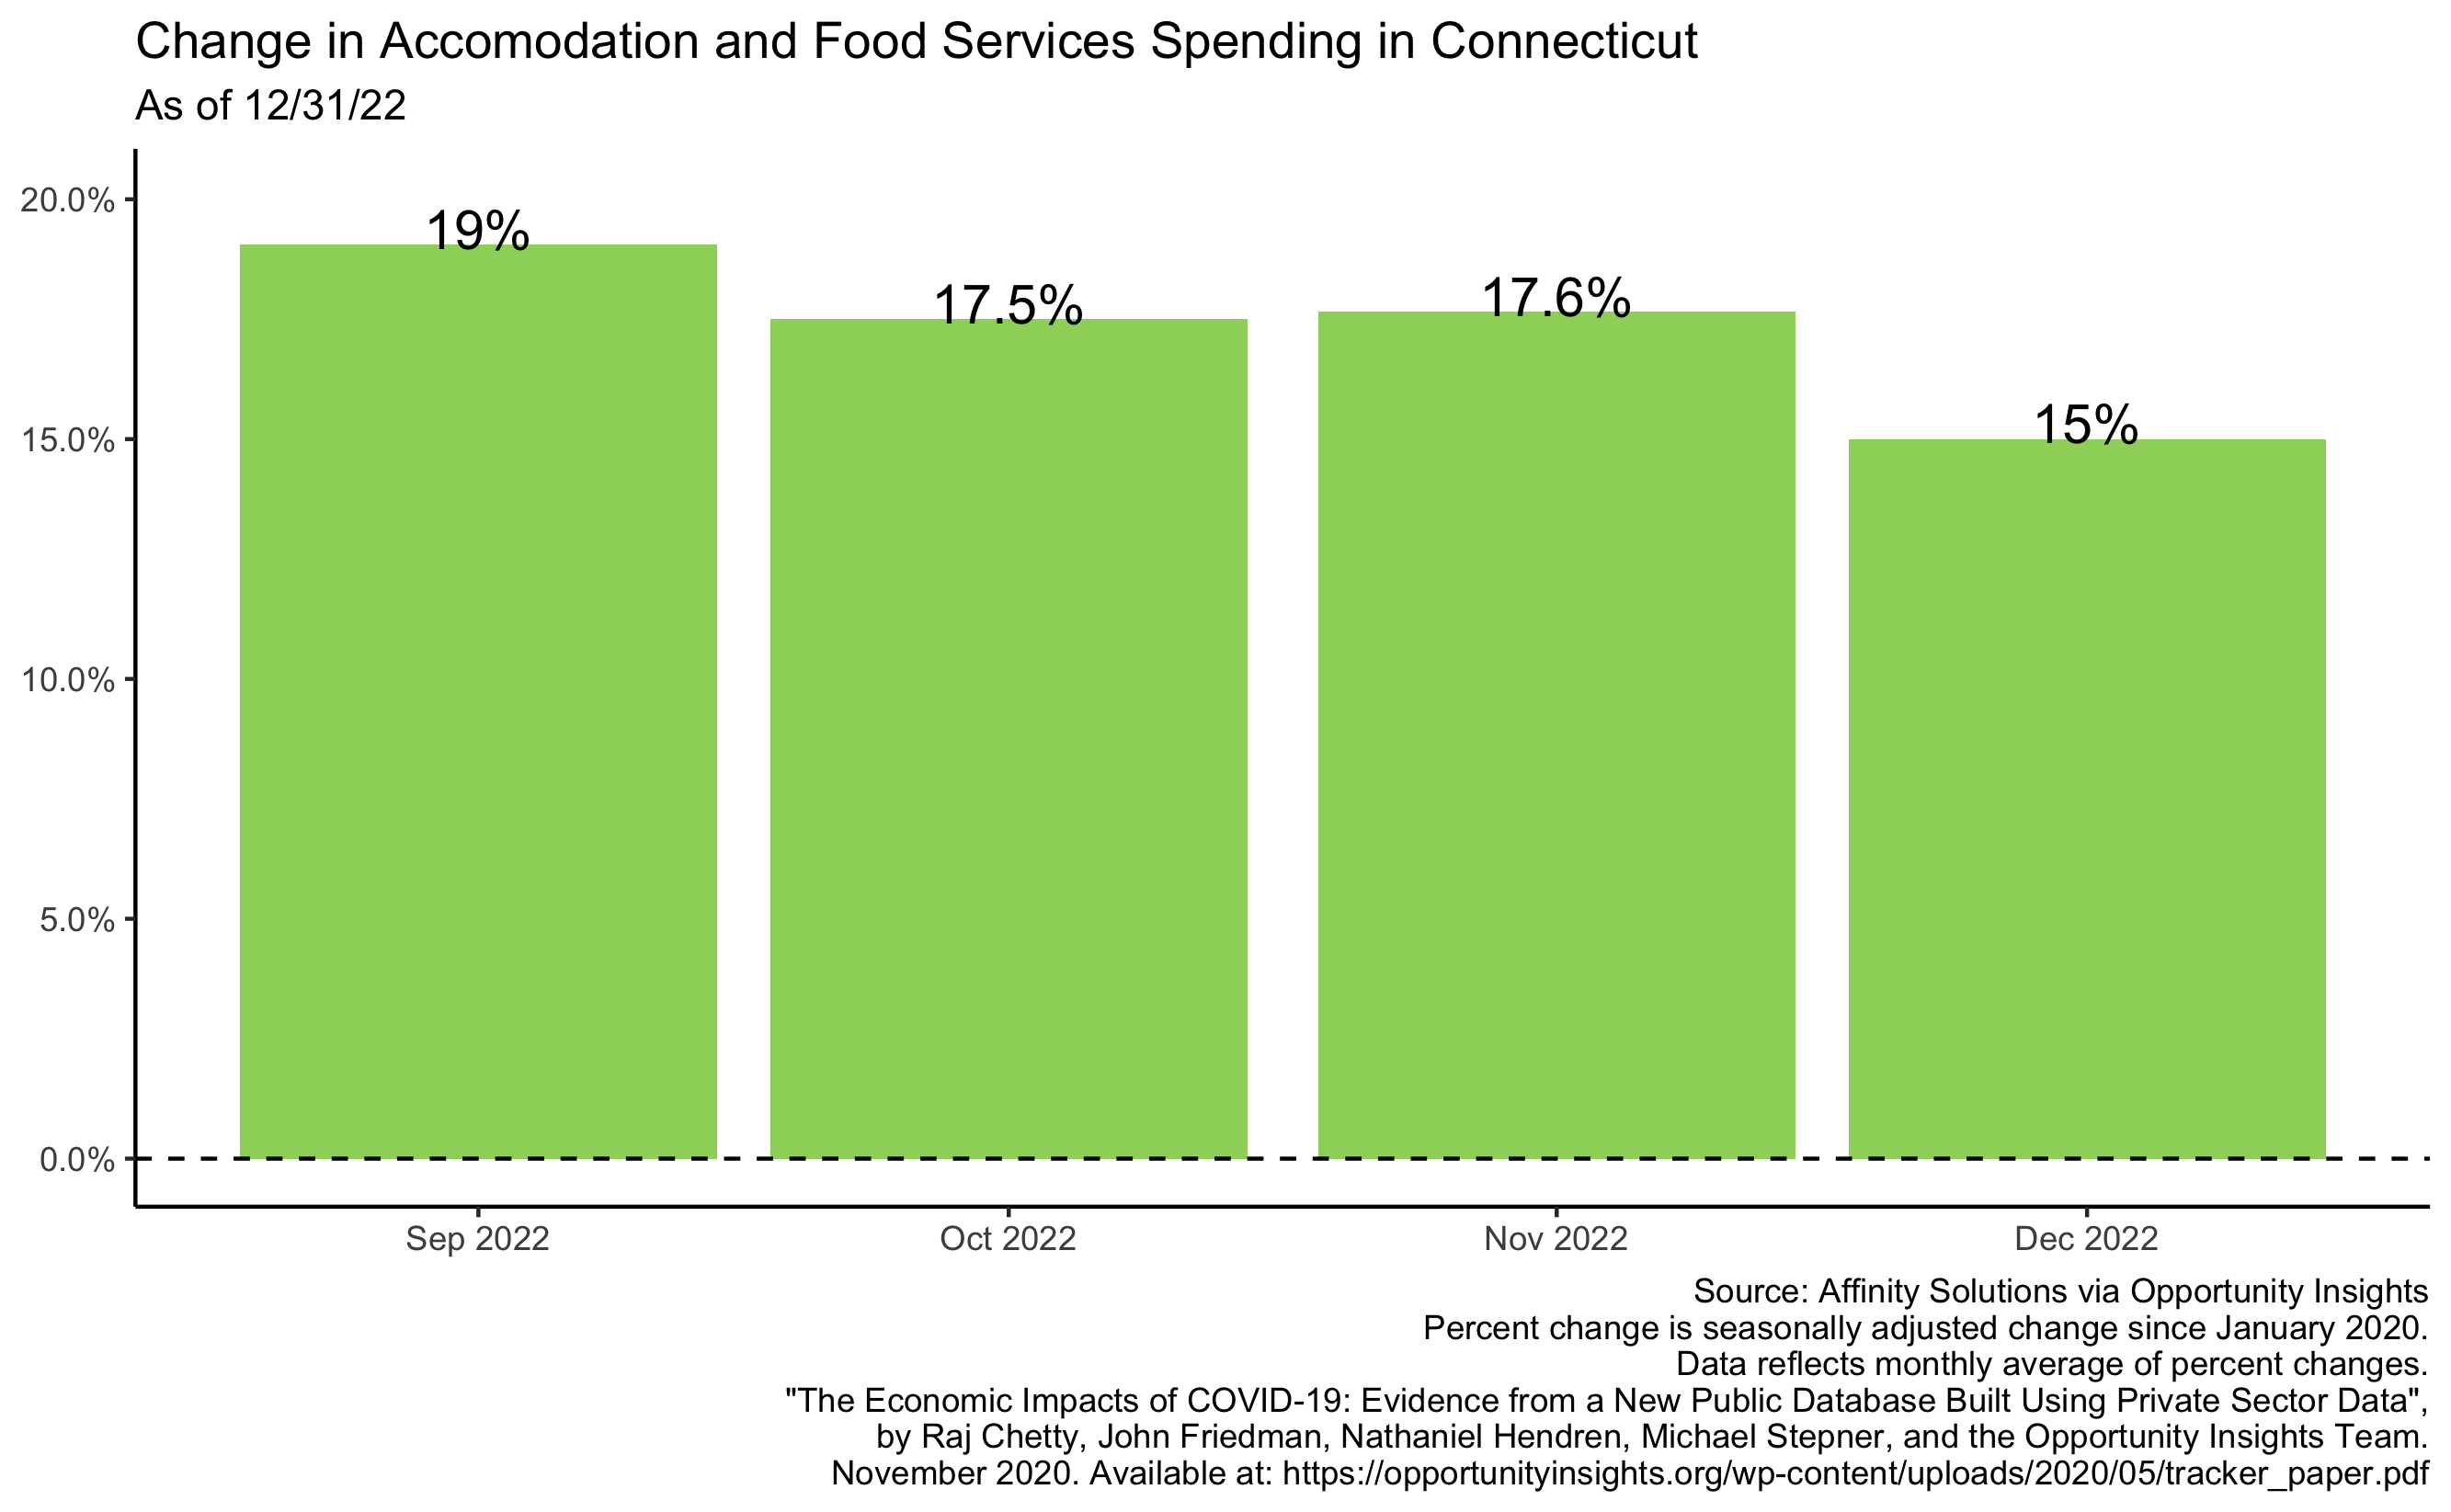 Change in Accomodation and Food Services Spending in Connecticut
As of 12/31/22
20.0%
15.0%
10.0%
5.0%
0.0%
19%
17.5%
17.6%
15%
Sep 2022
Oct 2022
Nov 2022
Dec 2022
Source: Affinity Solutions via Opportunity Insights
Percent change is seasonally adjusted change since January 2020.
Data reflects monthly average of percent changes.
"The Economic Impacts of COVID-19: Evidence from a New Public Database Built Using Private Sector Data",
by Raj Chetty, John Friedman, Nathaniel Hendren, Michael Stepner, and the Opportunity Insights Team.
November 2020. Available at: https://opportunityinsights.org/wp-content/uploads/2020/05/tracker_paper.pdf